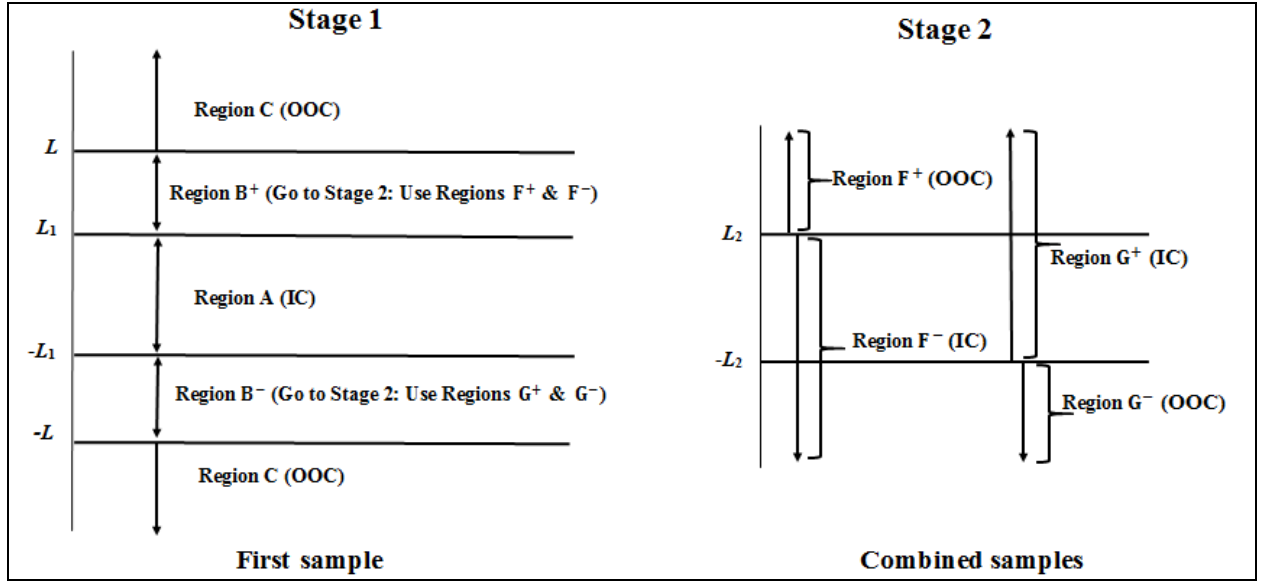 Stage 1
Region C (OOC)
L
Region B⁺ (Go to Stage 2: Use Regions F⁺ & F⁻)
L₁
Region A (IC)
-L₁
Region B⁻ (Go to Stage 2: Use Regions G⁺ & G⁻)
-L
Region C (OOC)
First sample
Stage 2
Region F⁺ (OOC)
L₂
Region G⁺ (IC)
Region F⁻ (IC)
-L₂
Region G⁻ (OOC)
Combined samples